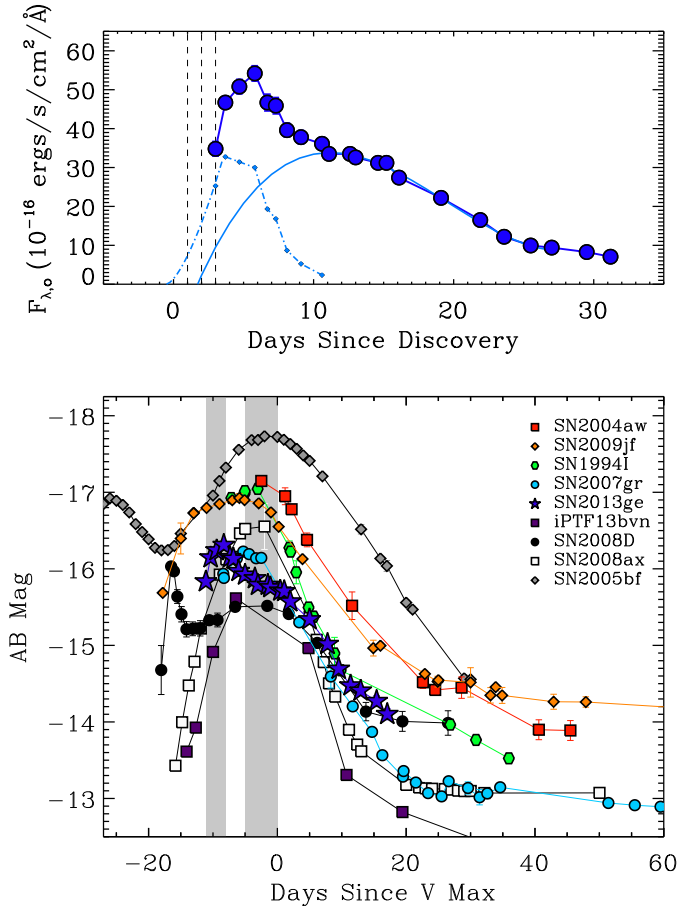 60
50
40
30
20
10
0
F_λ,o (10^-16 ergs/s/cm^2/Å)
0 10 20 30
Days Since Discovery
-18
-17
-16
-15
-14
-13
AB Mag
SN2004aw
SN2009jf
SN1994I
SN2007gr
SN2013ge
iPTF13bvn
SN2008D
SN2008ax
SN2005bf
-20 0 20 40 60
Days Since V Max